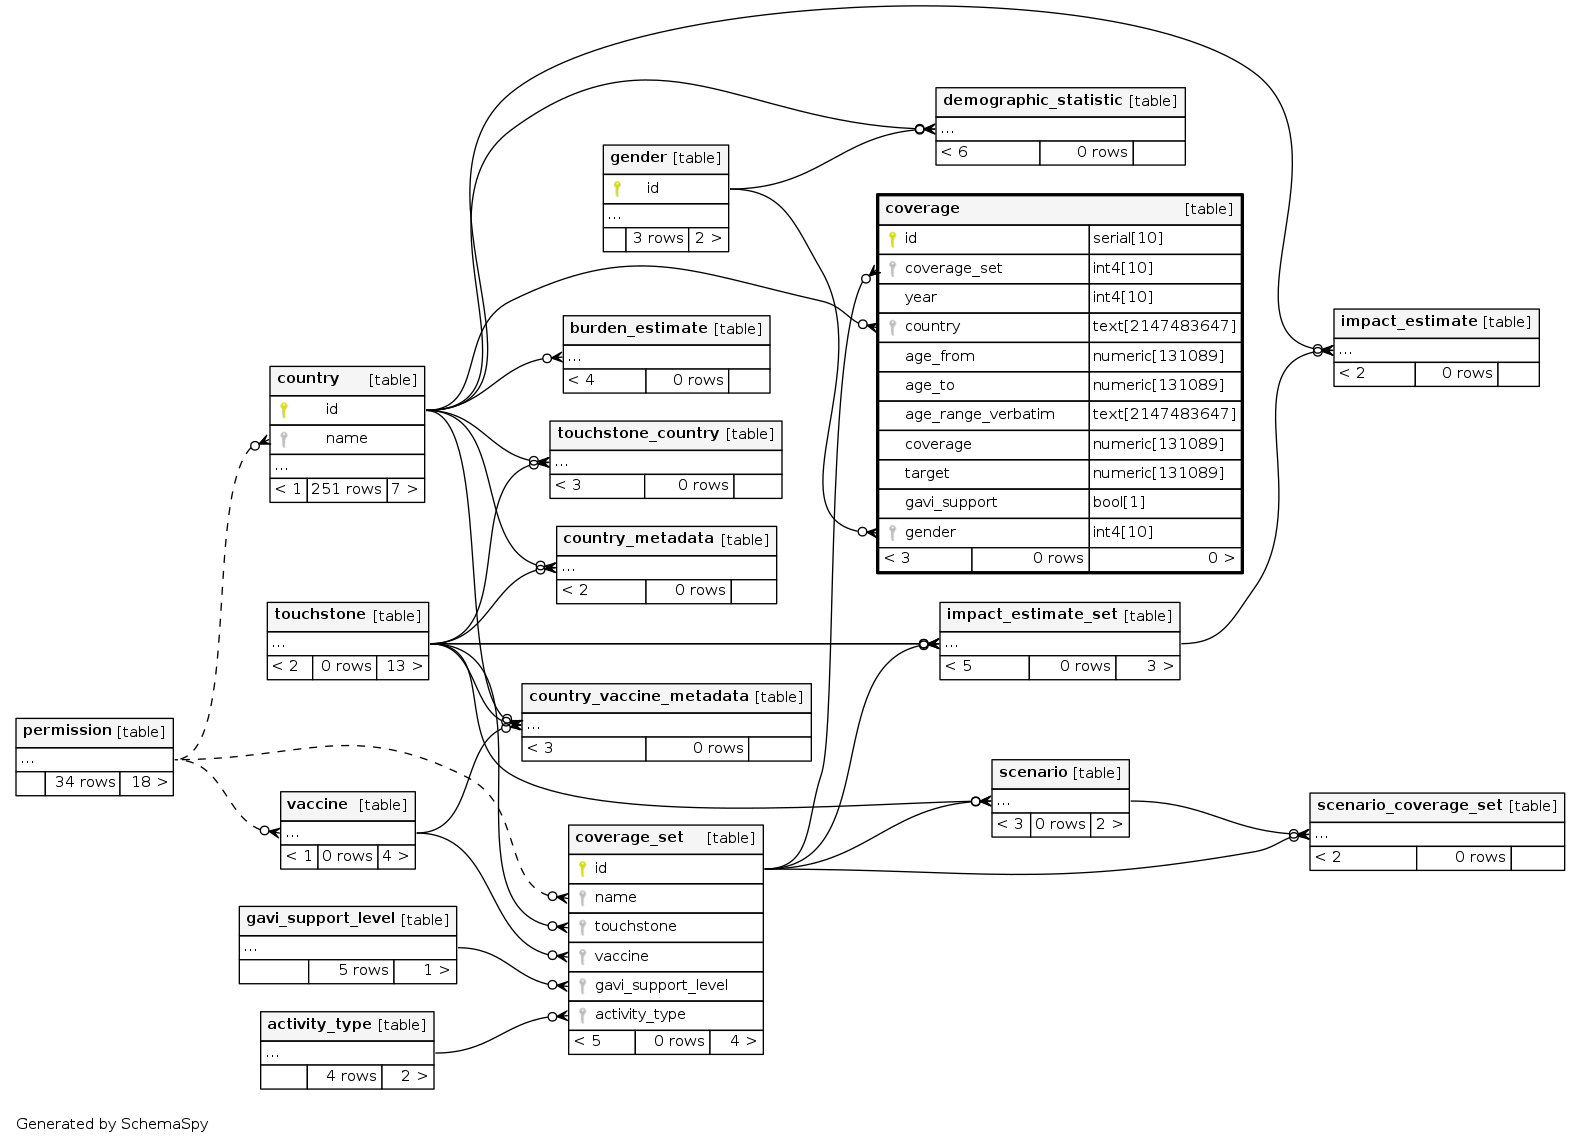 demographic_statistic [table]
...
< 6 0 rows
gender [table]
id
...
3 rows 2 >
coverage [table]
id serial[10]
coverage_set int4[10]
year int4[10]
country text[2147483647]
age_from numeric[131089]
age_to numeric[131089]
age_range_verbatim text[2147483647]
coverage numeric[131089]
target numeric[131089]
gavi_support bool[1]
gender int4[10]
< 3 0 rows 0 >
impact_estimate [table]
...
< 2 0 rows
burden_estimate [table]
...
< 4 0 rows
country [table]
id
name
...
< 1 251 rows 7 >
touchstone_country [table]
...
< 3 0 rows
country_metadata [table]
...
< 2 0 rows
touchstone [table]
...
< 2 0 rows 13 >
impact_estimate_set [table]
...
< 5 0 rows 3 >
country_vaccine_metadata [table]
...
< 3 0 rows
permission [table]
...
34 rows 18 >
scenario [table]
...
< 3 0 rows 2 >
vaccine [table]
...
< 1 0 rows 4 >
scenario_coverage_set [table]
...
< 2 0 rows
coverage_set [table]
id
name
touchstone
vaccine
gavi_support_level
activity_type
< 5 0 rows 4 >
gavi_support_level [table]
...
5 rows 1 >
activity_type [table]
...
4 rows 2 >
Generated by SchemaSpy